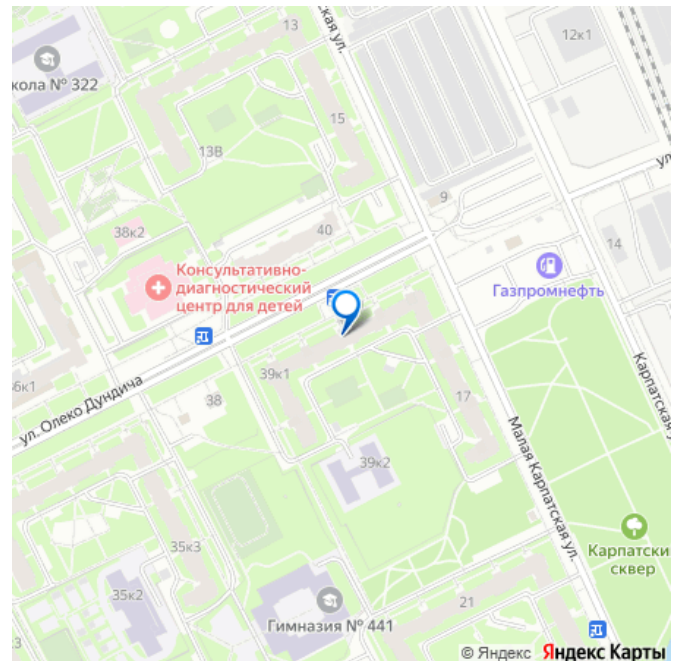 13
12к1
кола № 322
15
13В
ул
9
38к2
40
14
Консультативно-
диагностический
центр для детей
Газпромнефть
39к1
6к1
38
17
ул. Олеко Дундича
Карпатская у
Малая Карпатская ул.
39к2
35к3
Карпатски
сквер
35к2
21
Гимназия № 441
3
© Яндекс Яндекс Карты